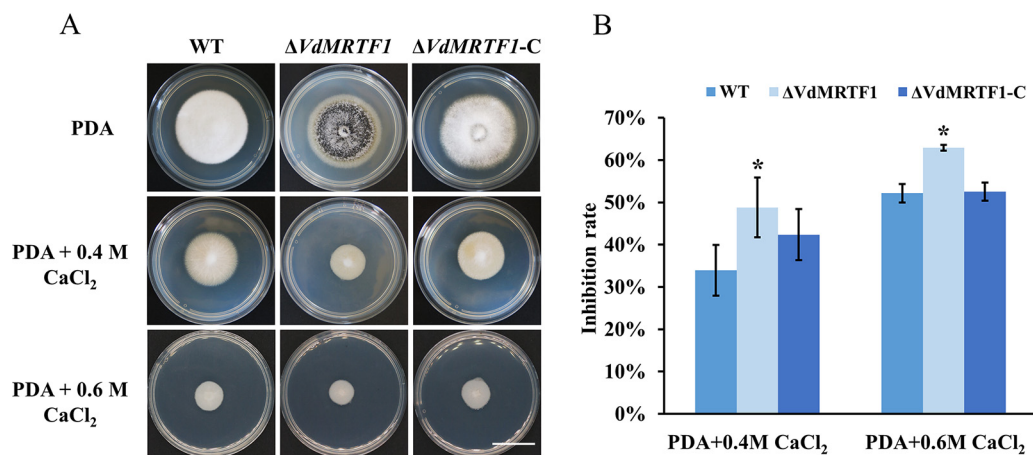 A
WT
ΔVdMRTF1
ΔVdMRTF1-C
PDA
PDA + 0.4 M
CaCl₂
PDA + 0.6 M
CaCl₂
B
WT
ΔVdMRTF1
ΔVdMRTF1-C
Inhibition rate
70%
60%
50%
40%
30%
20%
10%
0%
*
*
PDA+0.4M CaCl₂
PDA+0.6M CaCl₂